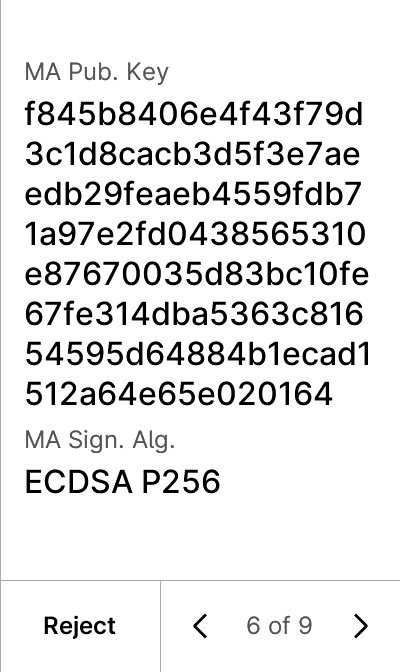 MA Pub. Key
f845b8406e4f43f79d
3c1d8cacb3d5f3e7ae
edb29feaeb4559fdb7
1a97e2fd0438565310
e87670035d83bc10fe
67fe314dba5363c816
54595d64884b1ecad1
512a64e65e020164
MA Sign. Alg.
ECDSA P256
Reject
6 of 9